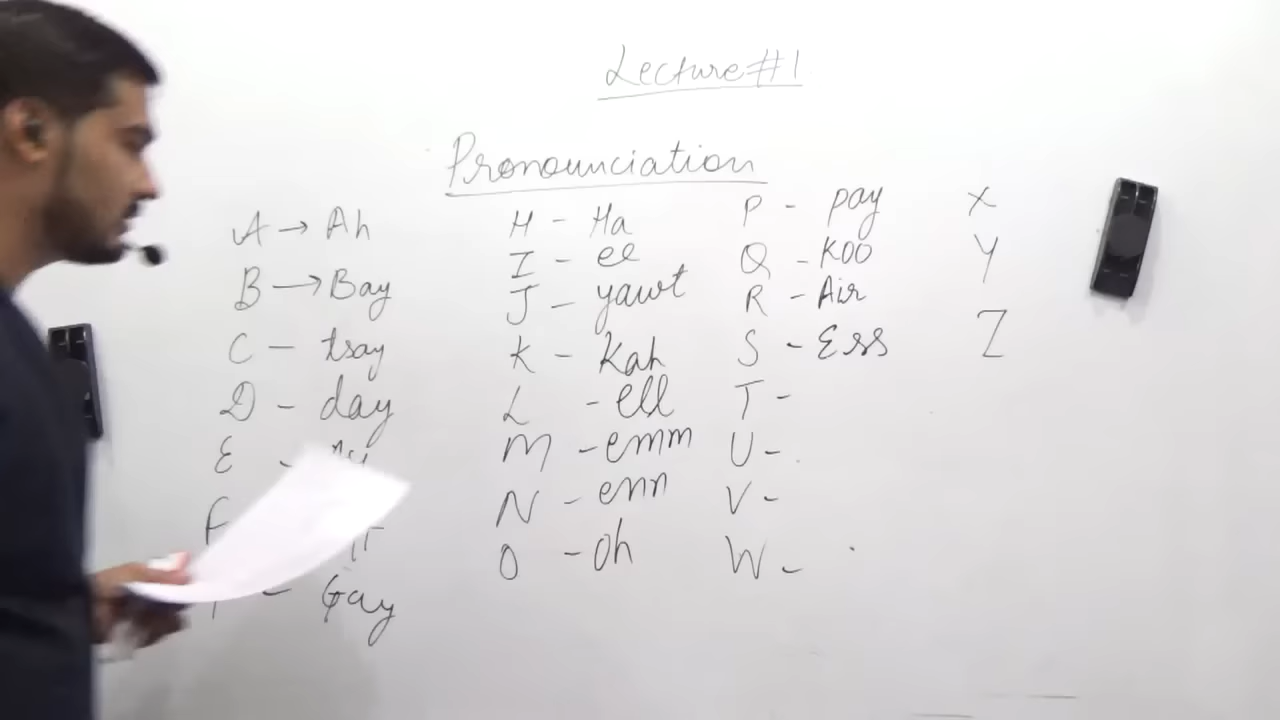 Lecture #1
Pronounciation
A → Ah
B → Bay
C - tsay
D - day
E -
F
- Gay
H - Ha
I - ee
J - yawt
K - Kah
L - ell
M - emm
N - enn
O - oh
P - pay
Q - KOO
R - Air
S - Ess
T -
U -
V -
W -
X
Y
Z